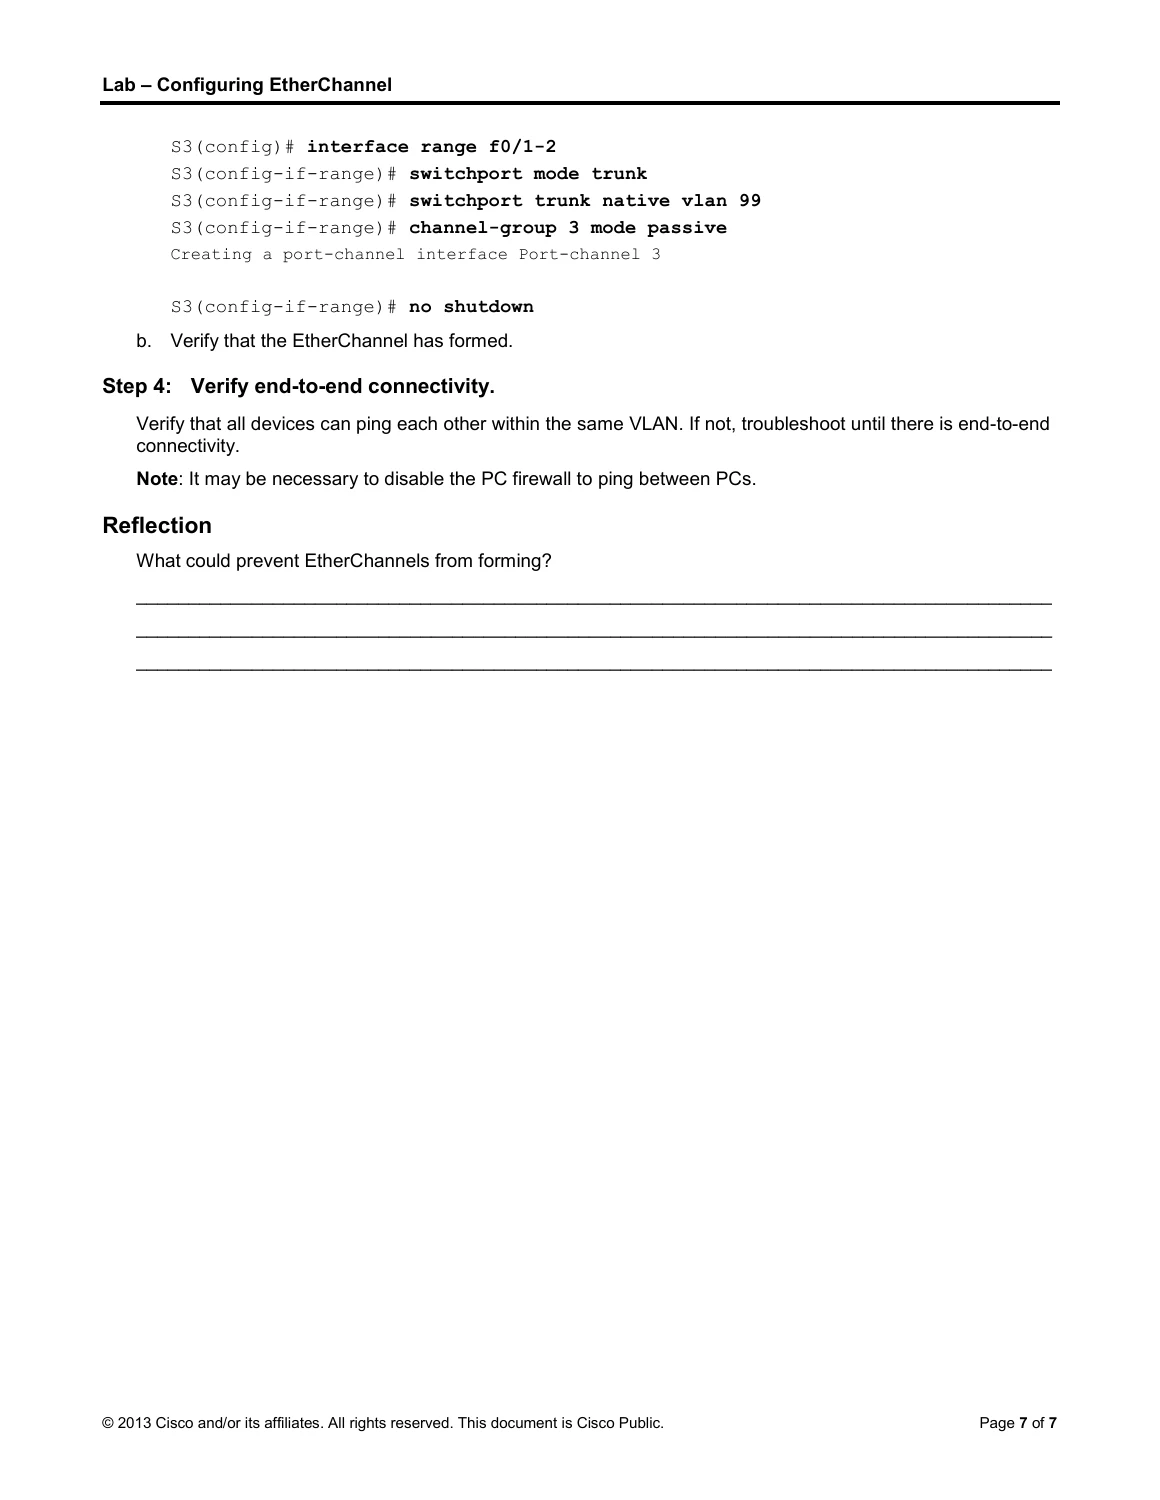 Lab – Configuring EtherChannel
S3(config)# interface range f0/1-2
S3(config-if-range)# switchport mode trunk
S3(config-if-range)# switchport trunk native vlan 99
S3(config-if-range)# channel-group 3 mode passive
Creating a port-channel interface Port-channel 3
S3(config-if-range)# no shutdown
b. Verify that the EtherChannel has formed.
Step 4: Verify end-to-end connectivity.
Verify that all devices can ping each other within the same VLAN. If not, troubleshoot until there is end-to-end
connectivity.
Note: It may be necessary to disable the PC firewall to ping between PCs.
Reflection
What could prevent EtherChannels from forming?
© 2013 Cisco and/or its affiliates. All rights reserved. This document is Cisco Public. Page 7 of 7